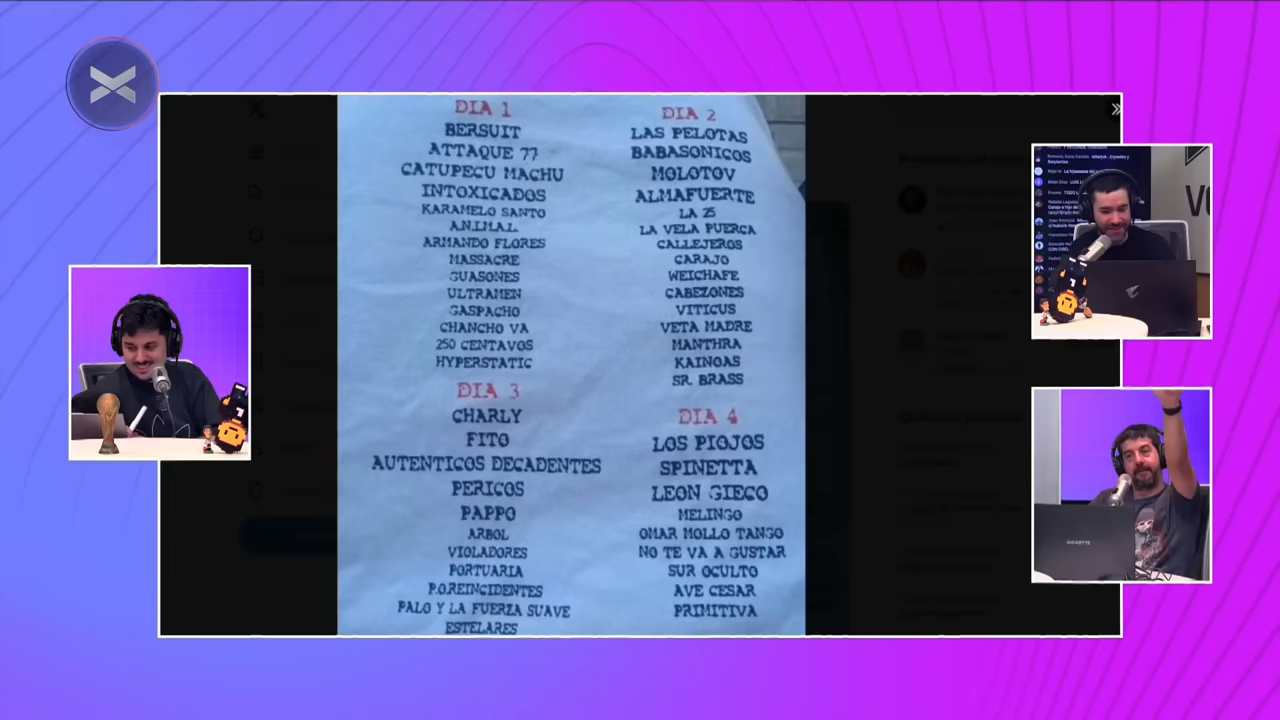 DIA 1
BERSUIT
ATTAQUE 77
CATUPECU MACHU
INTOXICADOS
KARAMELO SANTO
A.N.I.M.A.L.
ARMANDO FLORES
MASSACRE
GUASONES
ULTRAMEN
GASPACHO
CHANCHO VA
250 CENTAVOS
HYPERSTATIC
DIA 2
LAS PELOTAS
BABASONICOS
MOLOTOV
ALMAFUERTE
LA 25
LA VELA PUERCA
CALLEJEROS
CARAJO
WEICHAFE
CABEZONES
VITICUS
VETA MADRE
MANTHRA
KAINGAS
SR. BRASS
DIA 3
CHARLY
FITO
AUTENTICOS DECADENTES
PERICOS
PAPPO
ARBOL
VIOLADORES
PORTUARIA
P.O.REINCIDENTES
PALO Y LA FUERZA SUAVE
ESTELARES
DIA 4
LOS PIOJOS
SPINETTA
LEON GIECO
MELINGO
OMAR MOLLO TANGO
NO TE VA A GUSTAR
SUR OCULTO
AVE CESAR
PRIMITIVA
GIGABYTE